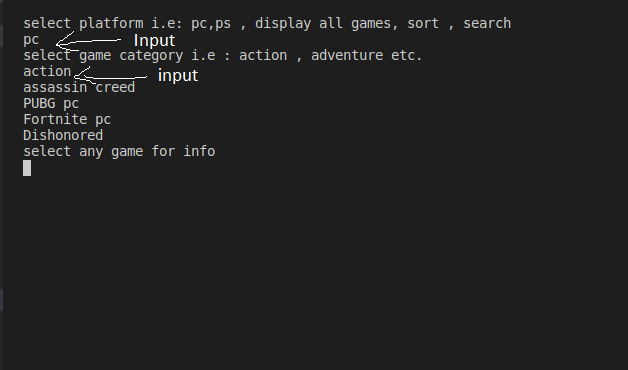 select platform i.e: pc,ps , display all games, sort , search
pc Input
select game category i.e : action , adventure etc.
action input
assassin creed
PUBG pc
Fortnite pc
Dishonored
select any game for info